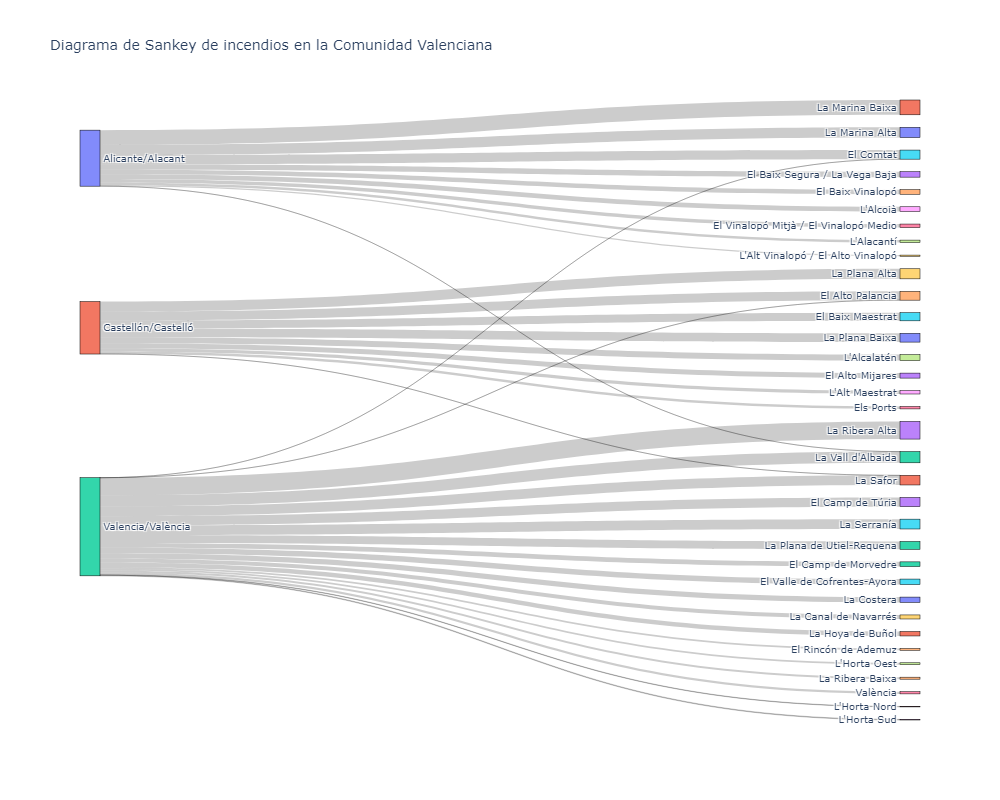 Diagrama de Sankey de incendios en la Comunidad Valenciana
Alicante/Alacant
Castellón/Castelló
Valencia/València
La Marina Baixa
La Marina Alta
El Comtat
El Baix Segura / La Vega Baja
El Baix Vinalopó
L'Alcoià
El Vinalopó Mitjà / El Vinalopó Medio
L'Alacantí
L'Alt Vinalopó / El Alto Vinalopó
La Plana Alta
El Alto Palancia
El Baix Maestrat
La Plana Baixa
L'Alcalatén
El Alto Mijares
L'Alt Maestrat
Els Ports
La Ribera Alta
La Vall d'Albaida
La Safor
El Camp de Túria
La Serranía
La Plana de Utiel-Requena
El Camp de Morvedre
El Valle de Cofrentes-Ayora
La Costera
La Canal de Navarrés
La Hoya de Buñol
El Rincón de Ademuz
L'Horta Oest
La Ribera Baixa
València
L'Horta Nord
L'Horta Sud